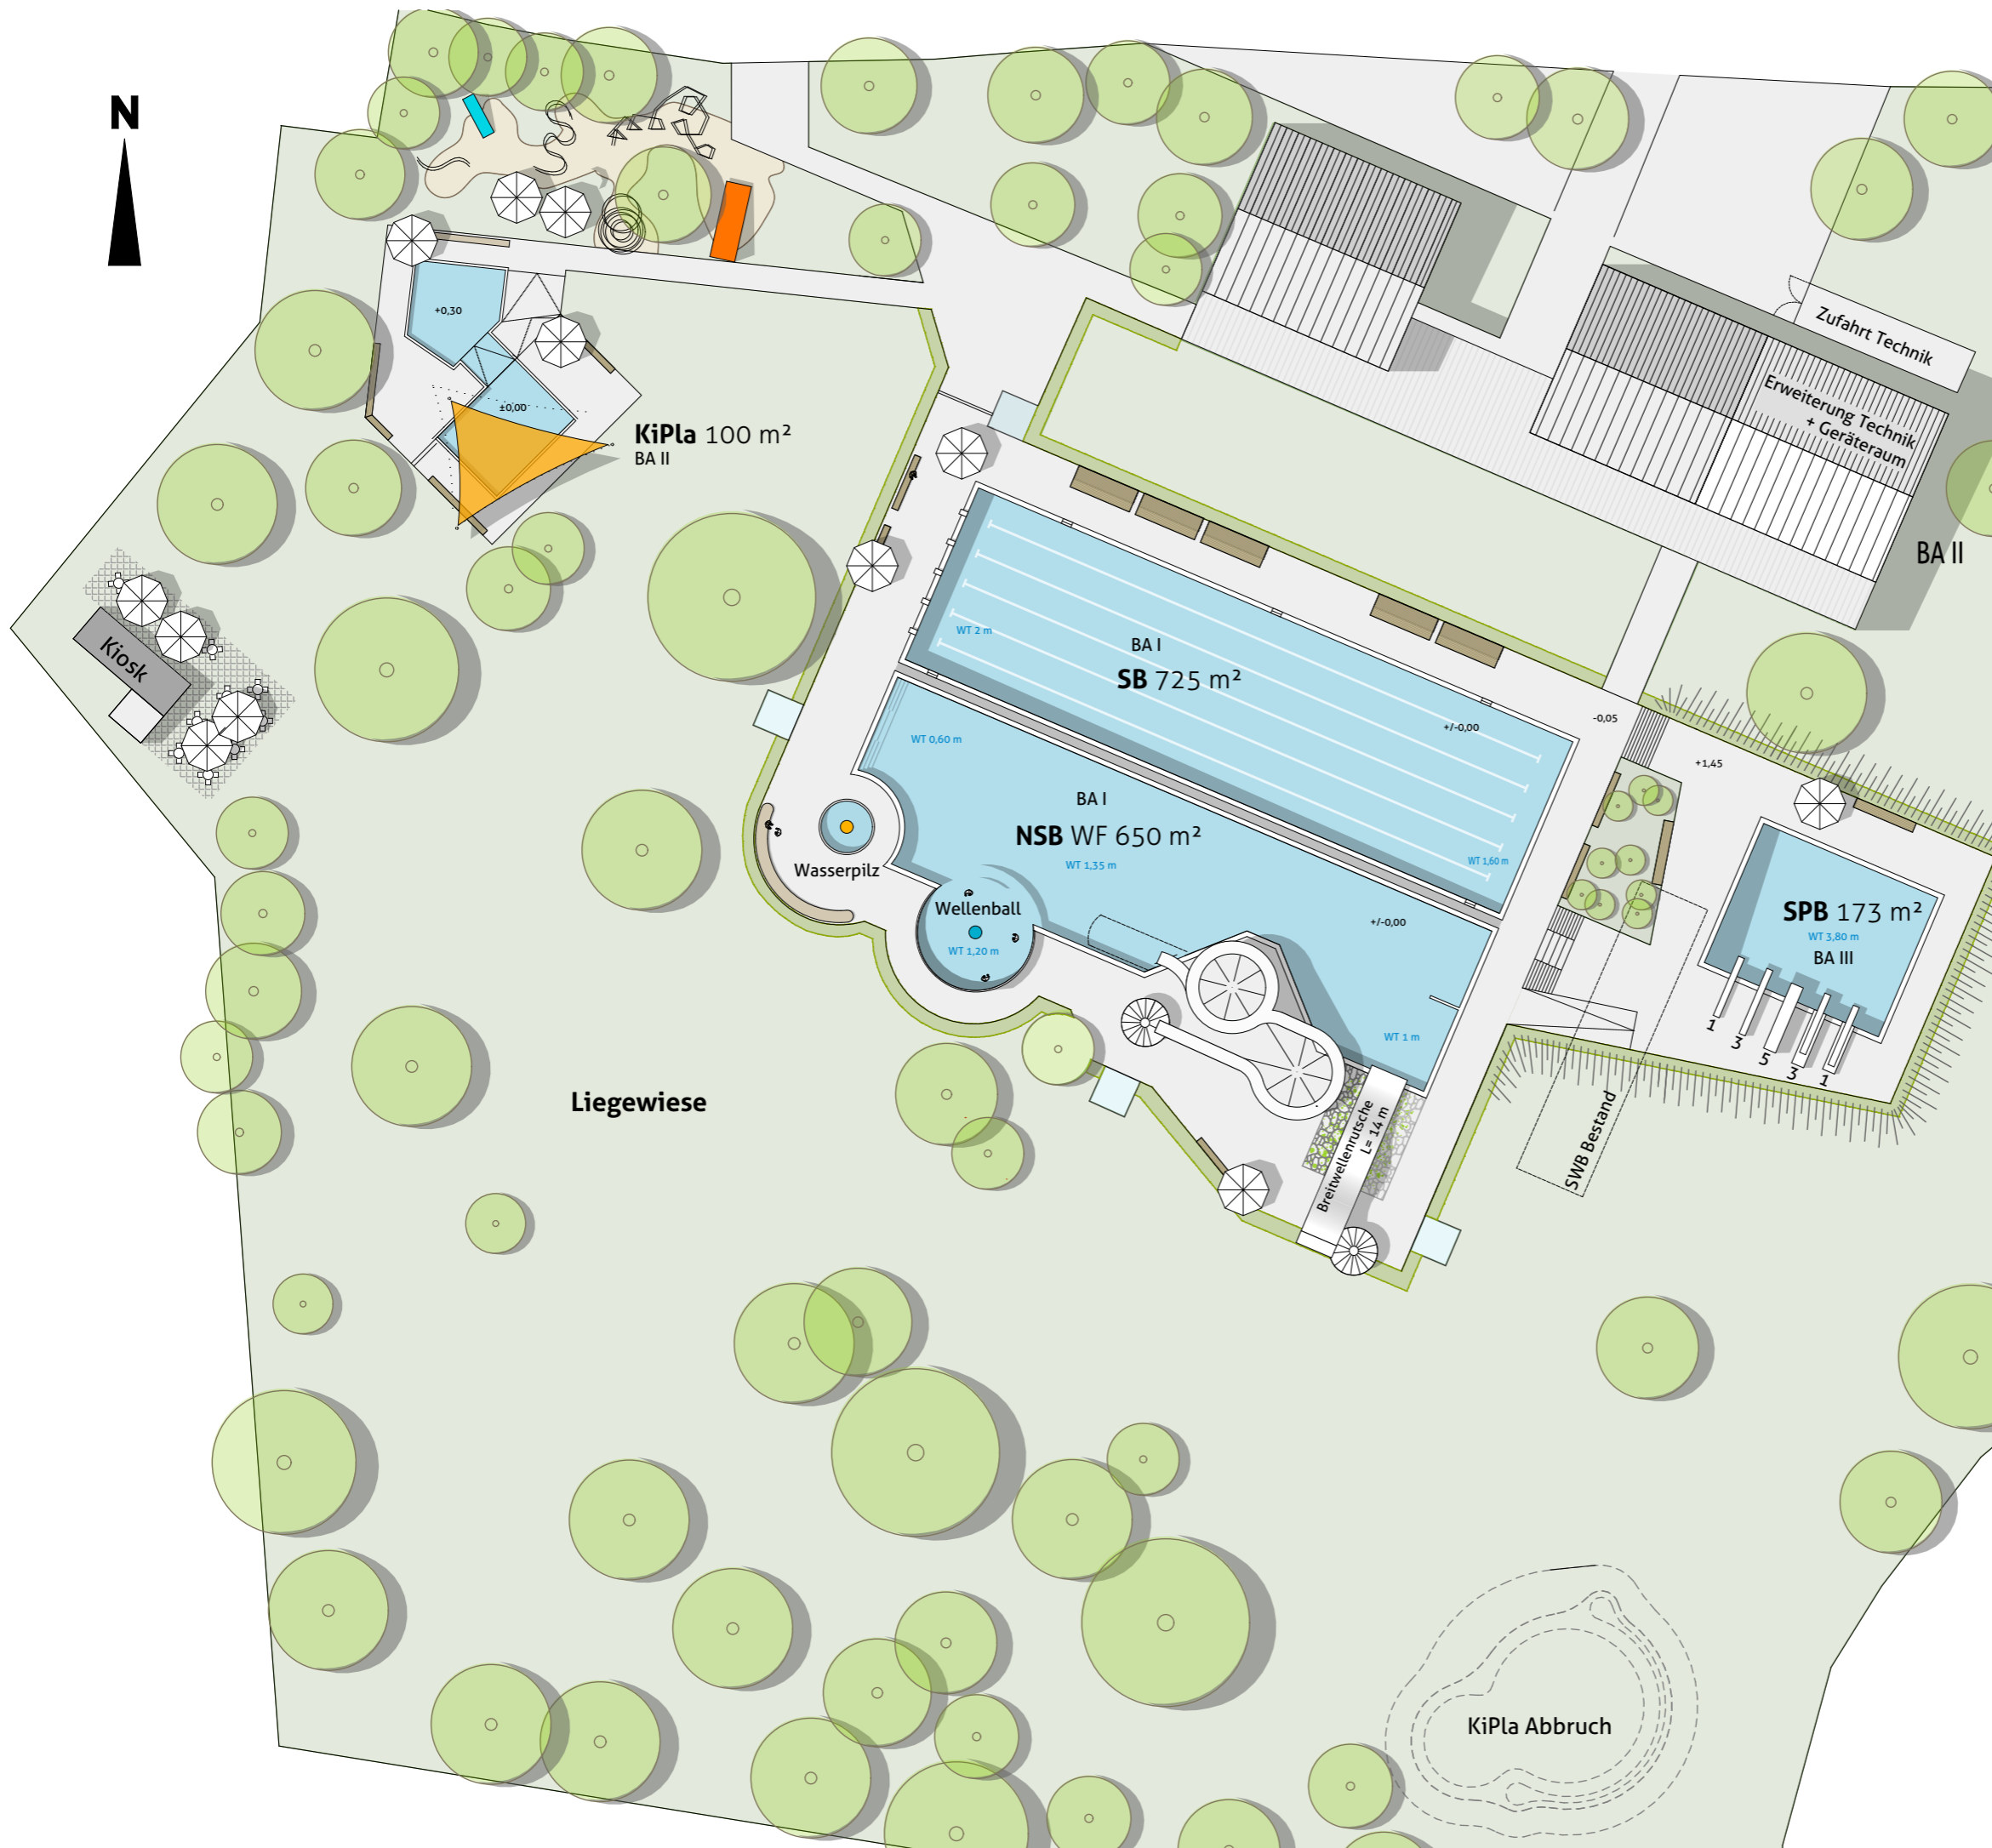 N
Zufahrt Technik
Erweiterung Technik
+ Geräteraum
+0,30
±0,00
KiPla 100 m²
BA II
BA II
Kiosk
WT 2 m
BA I
SB 725 m²
+/-0,00
-0,05
+1,45
WT 0,60 m
BA I
NSB WF 650 m²
WT 1,35 m
WT 1,60 m
Wasserpilz
Wellenball
WT 1,20 m
+/-0,00
WT 1 m
SPB 173 m²
WT 3,80 m
BA III
1
3
5
3
1
Liegewiese
Breitwellenrutsche
L= 14 m
SWB Bestand
KiPla Abbruch